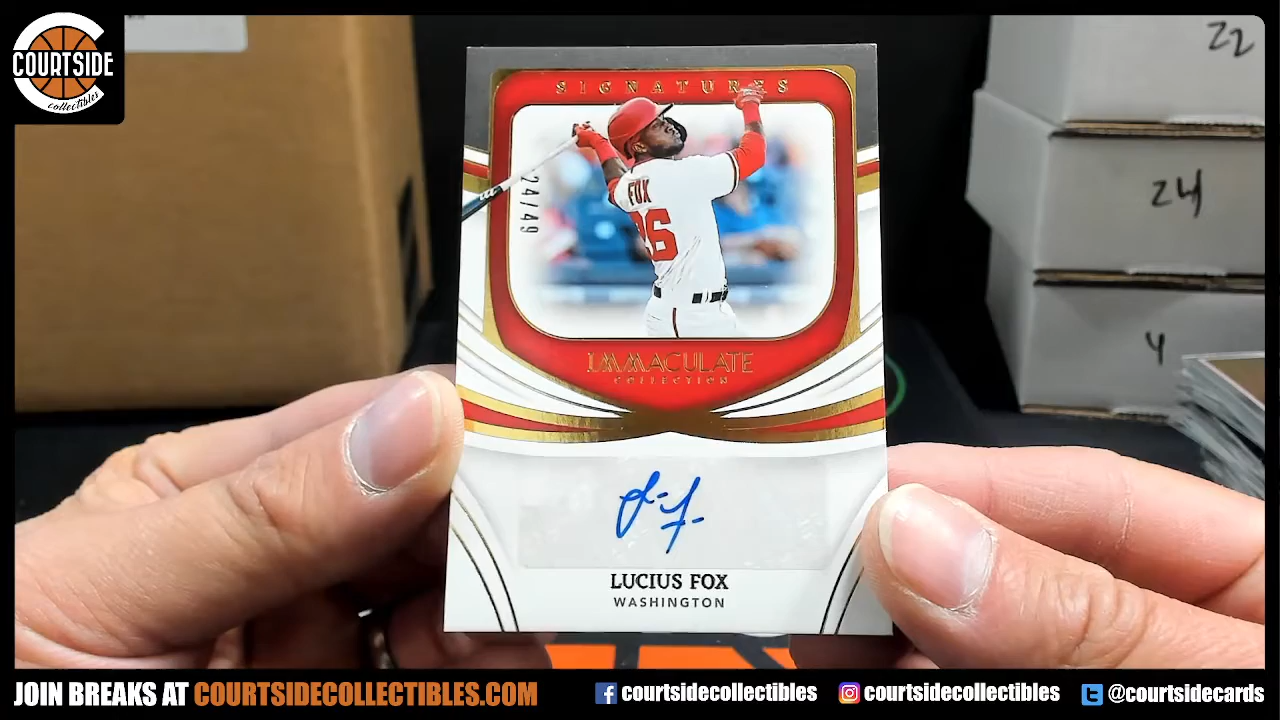 COURTSIDE
collectibles
22
24
4
SIGNATURES
24/49
FOX
26
IMMACULATE
COLLECTION
LUCIUS FOX
WASHINGTON
JOIN BREAKS AT COURTSIDECOLLECTIBLES.COM
courtsidecollectibles
courtsidecollectibles
@courtsidecards